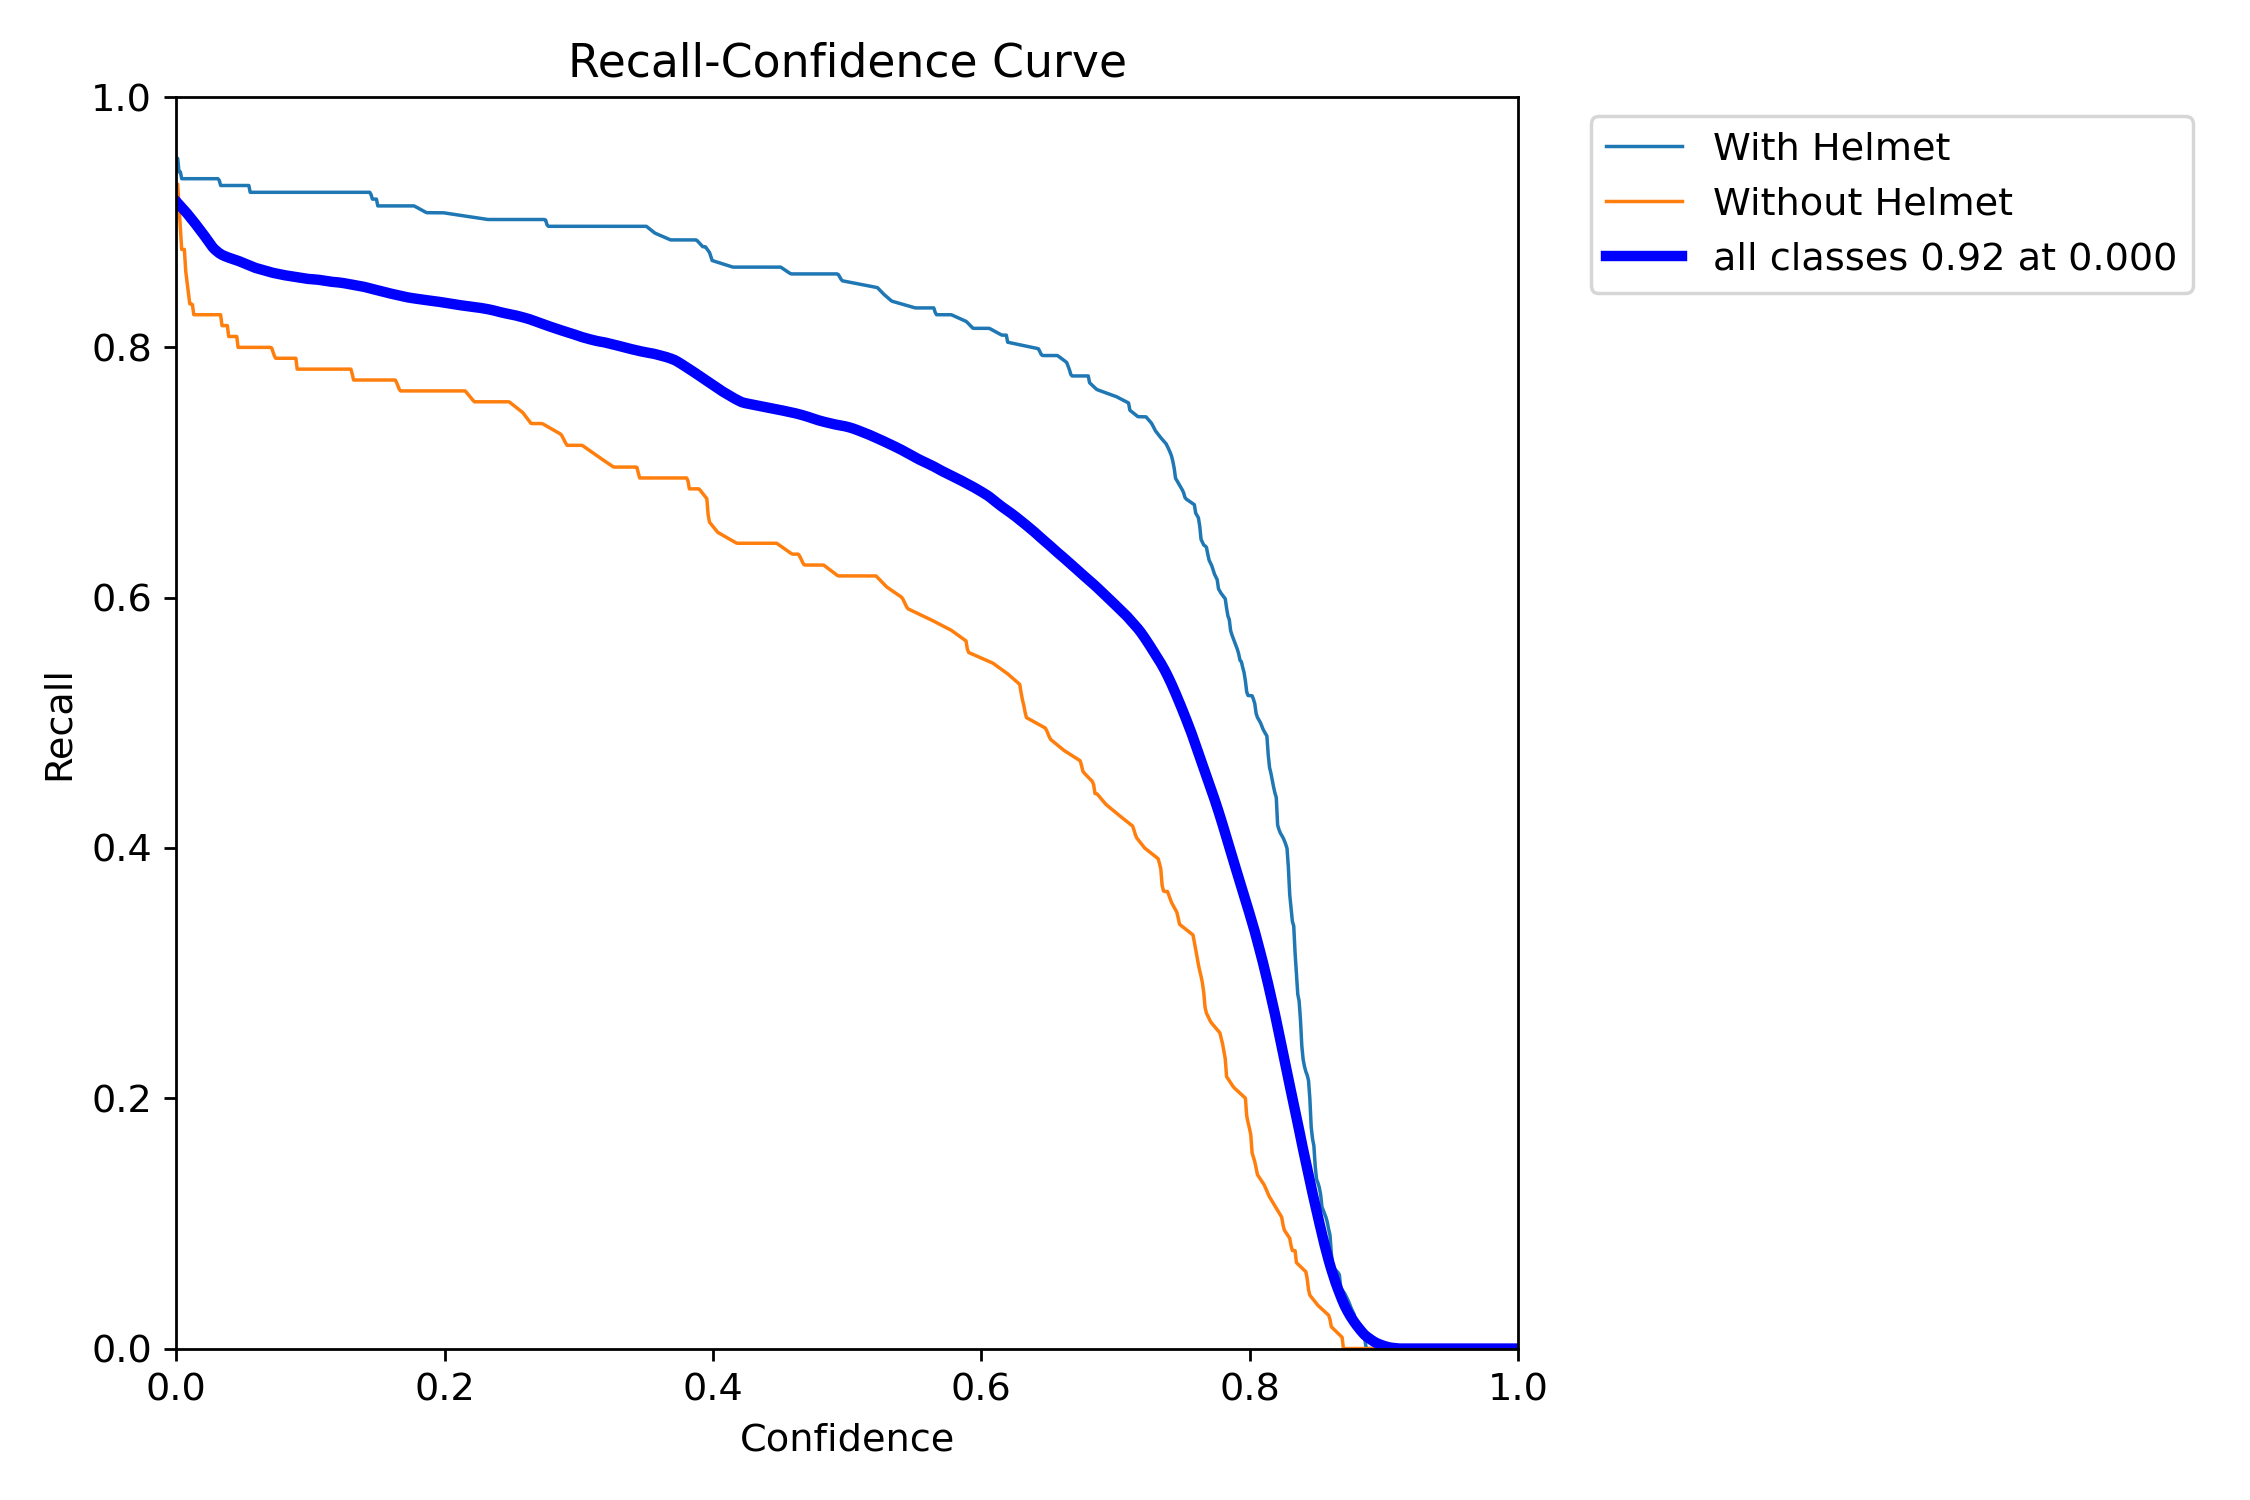 Recall-Confidence Curve
1.0
0.8
0.6
0.4
0.2
0.0
Recall
0.0 0.2 0.4 0.6 0.8 1.0
Confidence
With Helmet
Without Helmet
all classes 0.92 at 0.000